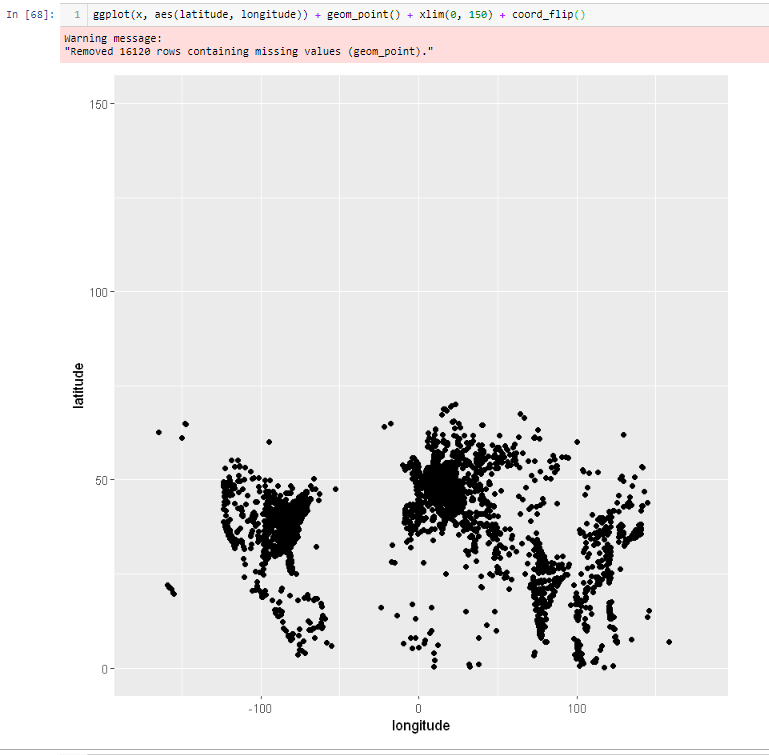 In [68]: 1 ggplot(x, aes(latitude, longitude)) + geom_point() + xlim(0, 150) + coord_flip()
Warning message:
"Removed 16120 rows containing missing values (geom_point)."
150
100
latitude
50
0
-100 0 100
longitude